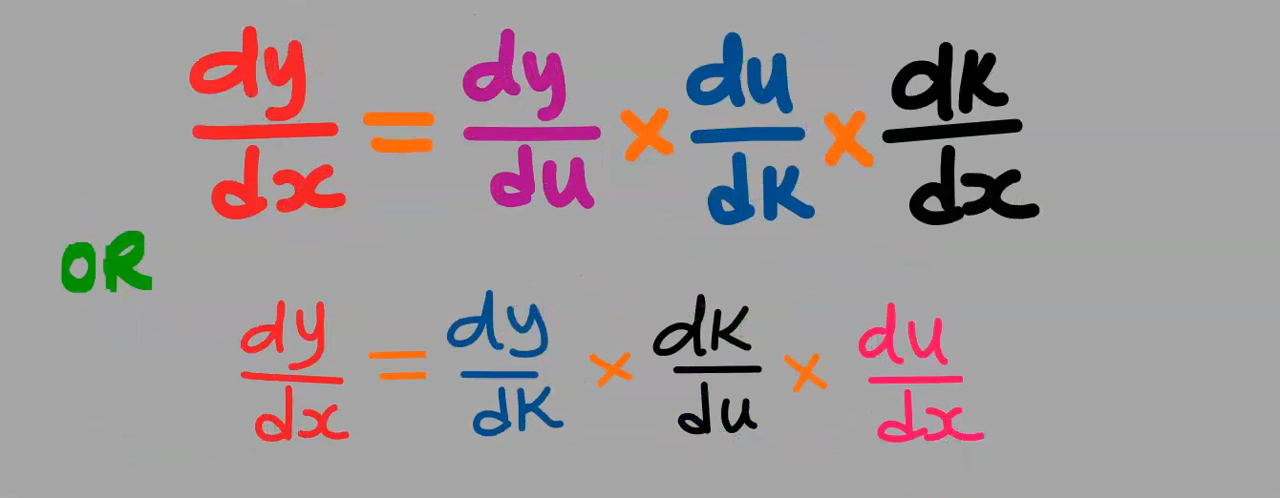 dy/dx = dy/du × du/dk × dk/dx
OR
dy/dx = dy/dk × dk/du × du/dx